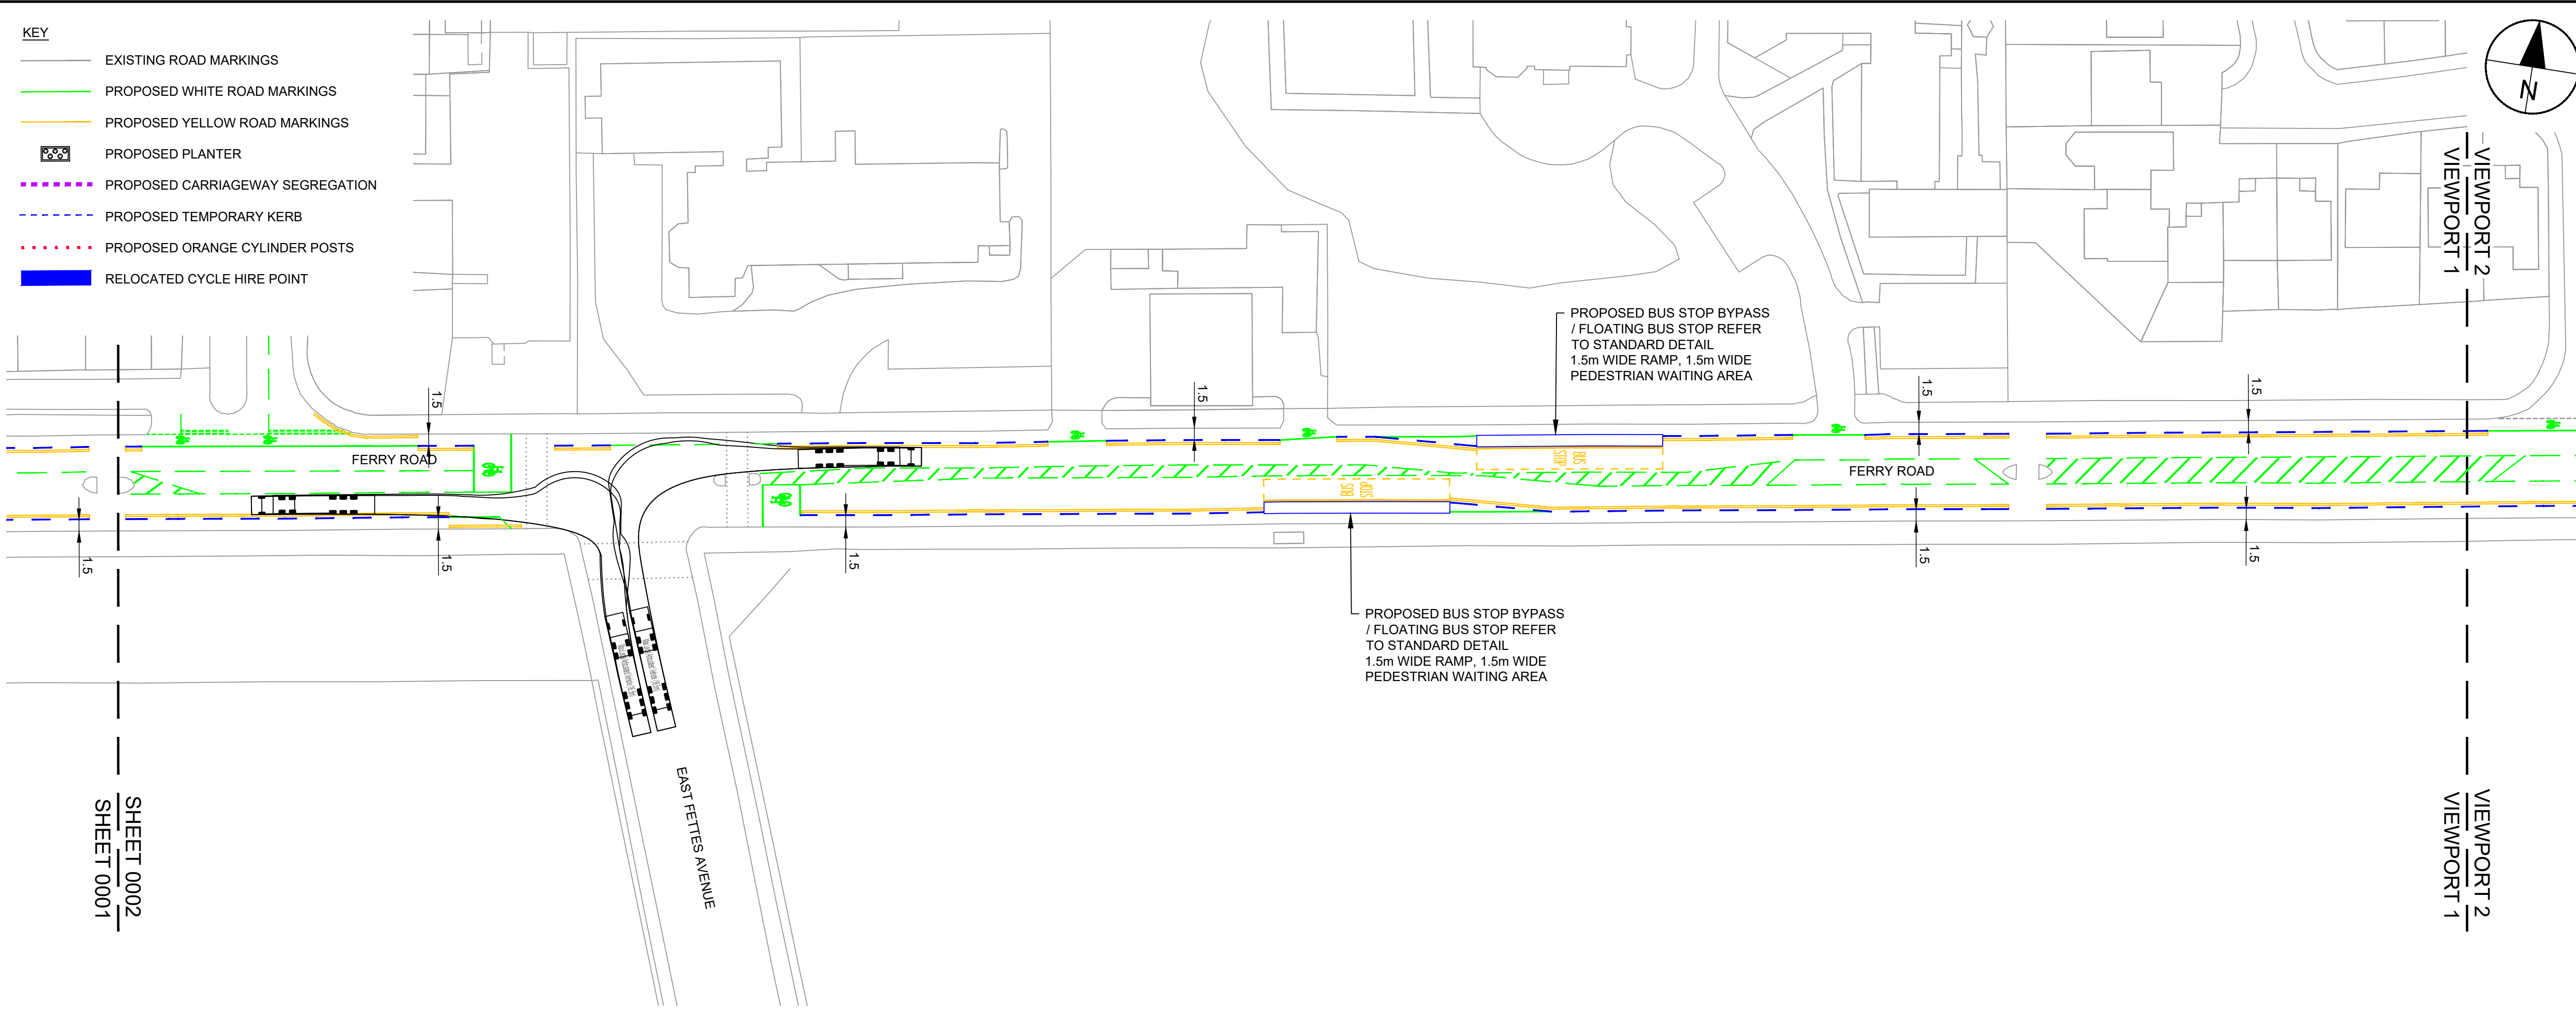 KEY
EXISTING ROAD MARKINGS
PROPOSED WHITE ROAD MARKINGS
PROPOSED YELLOW ROAD MARKINGS
PROPOSED PLANTER
PROPOSED CARRIAGEWAY SEGREGATION
PROPOSED TEMPORARY KERB
PROPOSED ORANGE CYLINDER POSTS
RELOCATED CYCLE HIRE POINT
N
VIEWPORT 2
VIEWPORT 1
PROPOSED BUS STOP BYPASS
/ FLOATING BUS STOP REFER
TO STANDARD DETAIL
1.5m WIDE RAMP, 1.5m WIDE
PEDESTRIAN WAITING AREA
1.5
1.5
1.5
1.5
FERRY ROAD
BUS
STOP
FERRY ROAD
BUS
STOP
1.5
1.5
1.5
1.5
1.5
PROPOSED BUS STOP BYPASS
/ FLOATING BUS STOP REFER
TO STANDARD DETAIL
1.5m WIDE RAMP, 1.5m WIDE
PEDESTRIAN WAITING AREA
EAST FETTES AVENUE
SHEET 0002
SHEET 0001
VIEWPORT 2
VIEWPORT 1